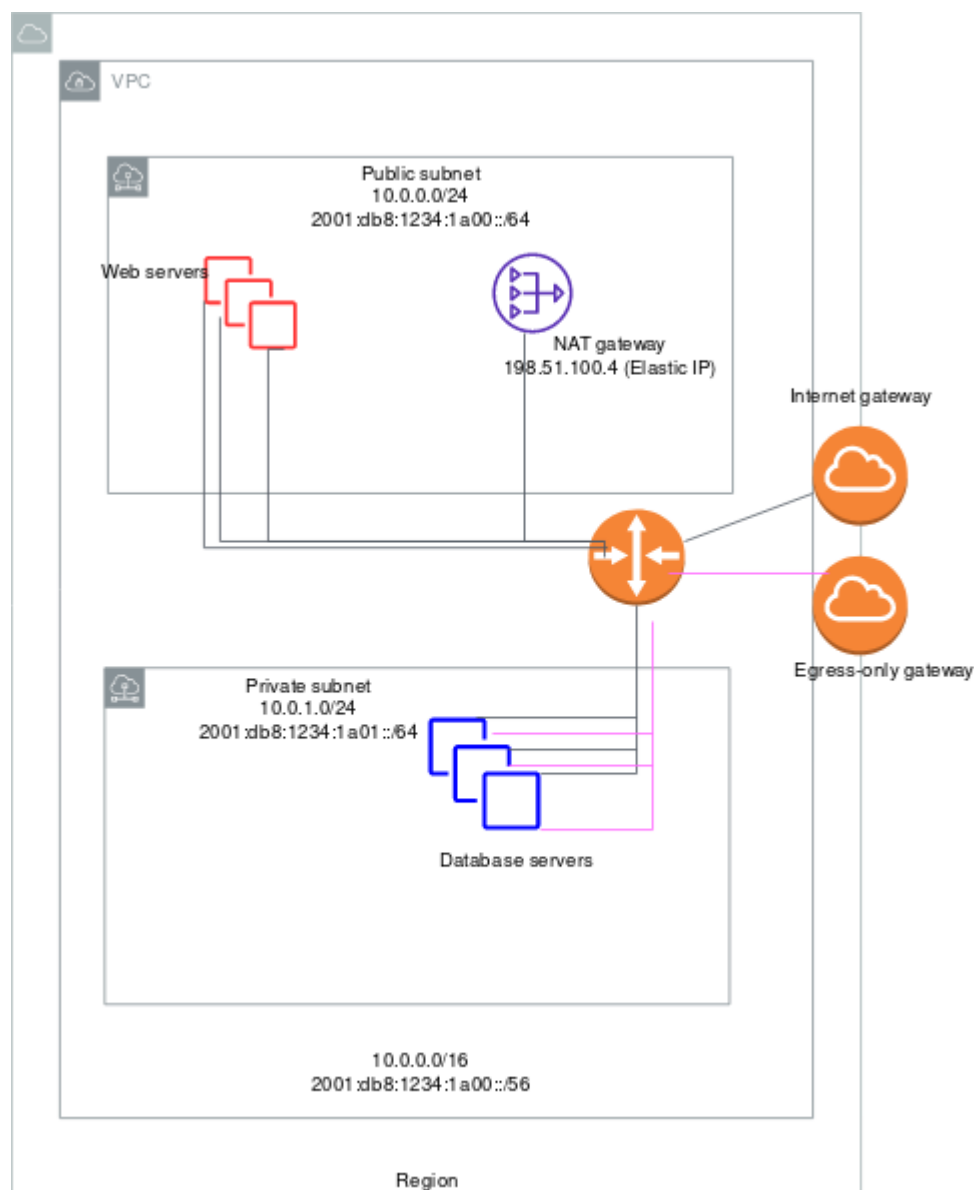 VPC
Public subnet
10.0.0.0/24
2001:db8:1234:1a00::/64
Web servers
NAT gateway
198.51.100.4 (Elastic IP)
Internet gateway
Egress-only gateway
Private subnet
10.0.1.0/24
2001:db8:1234:1a01::/64
Database servers
10.0.0.0/16
2001:db8:1234:1a00::/56
Region